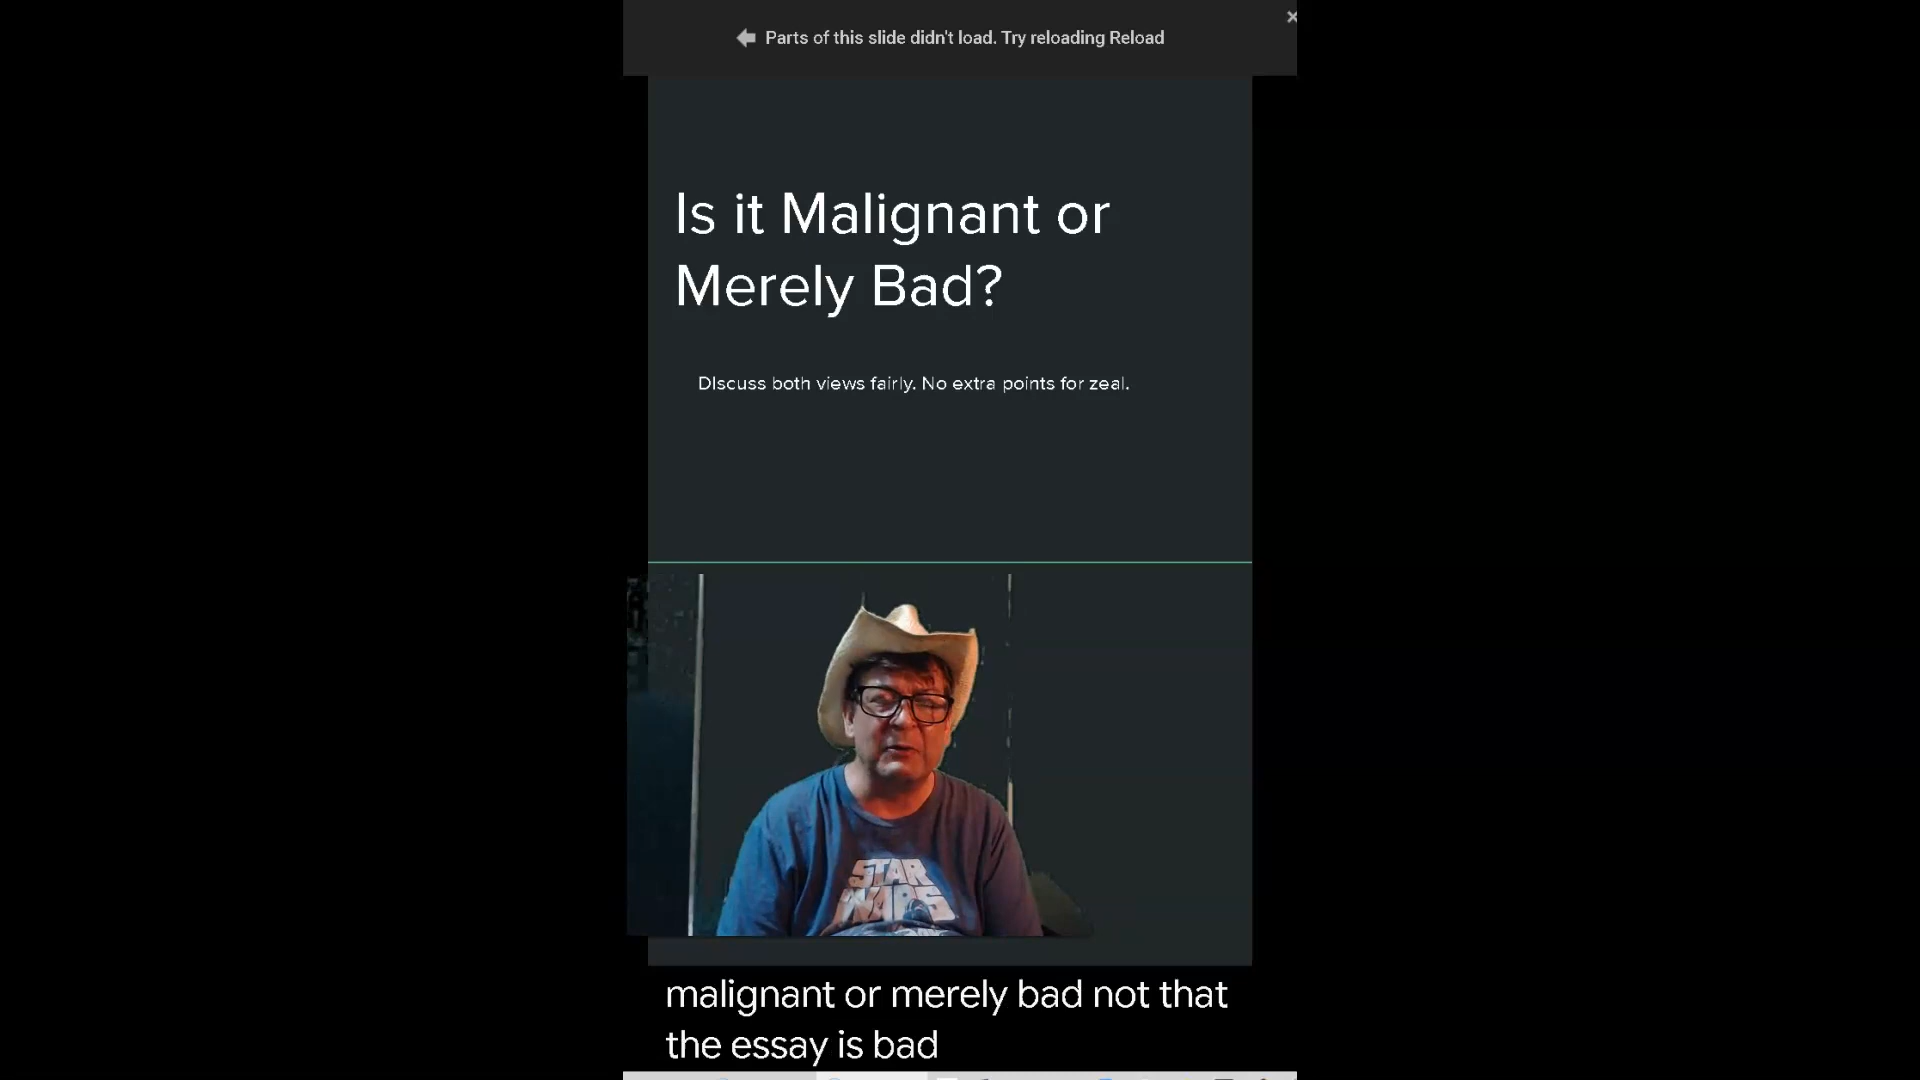 Parts of this slide didn't load. Try reloading Reload
Is it Malignant or
Merely Bad?
DIscuss both views fairly. No extra points for zeal.
STAR
WARS
malignant or merely bad not that
the essay is bad